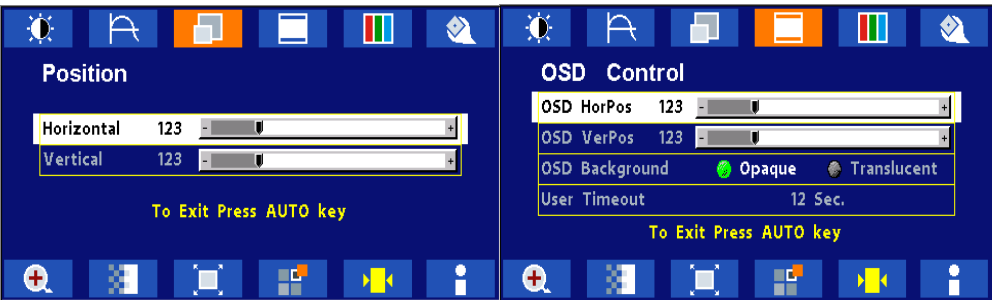 Position
Horizontal 123 - +
Vertical 123 - +
To Exit Press AUTO key
OSD Control
OSD HorPos 123 - +
OSD VerPos 123 - +
OSD Background Opaque Translucent
User Timeout 12 Sec.
To Exit Press AUTO key